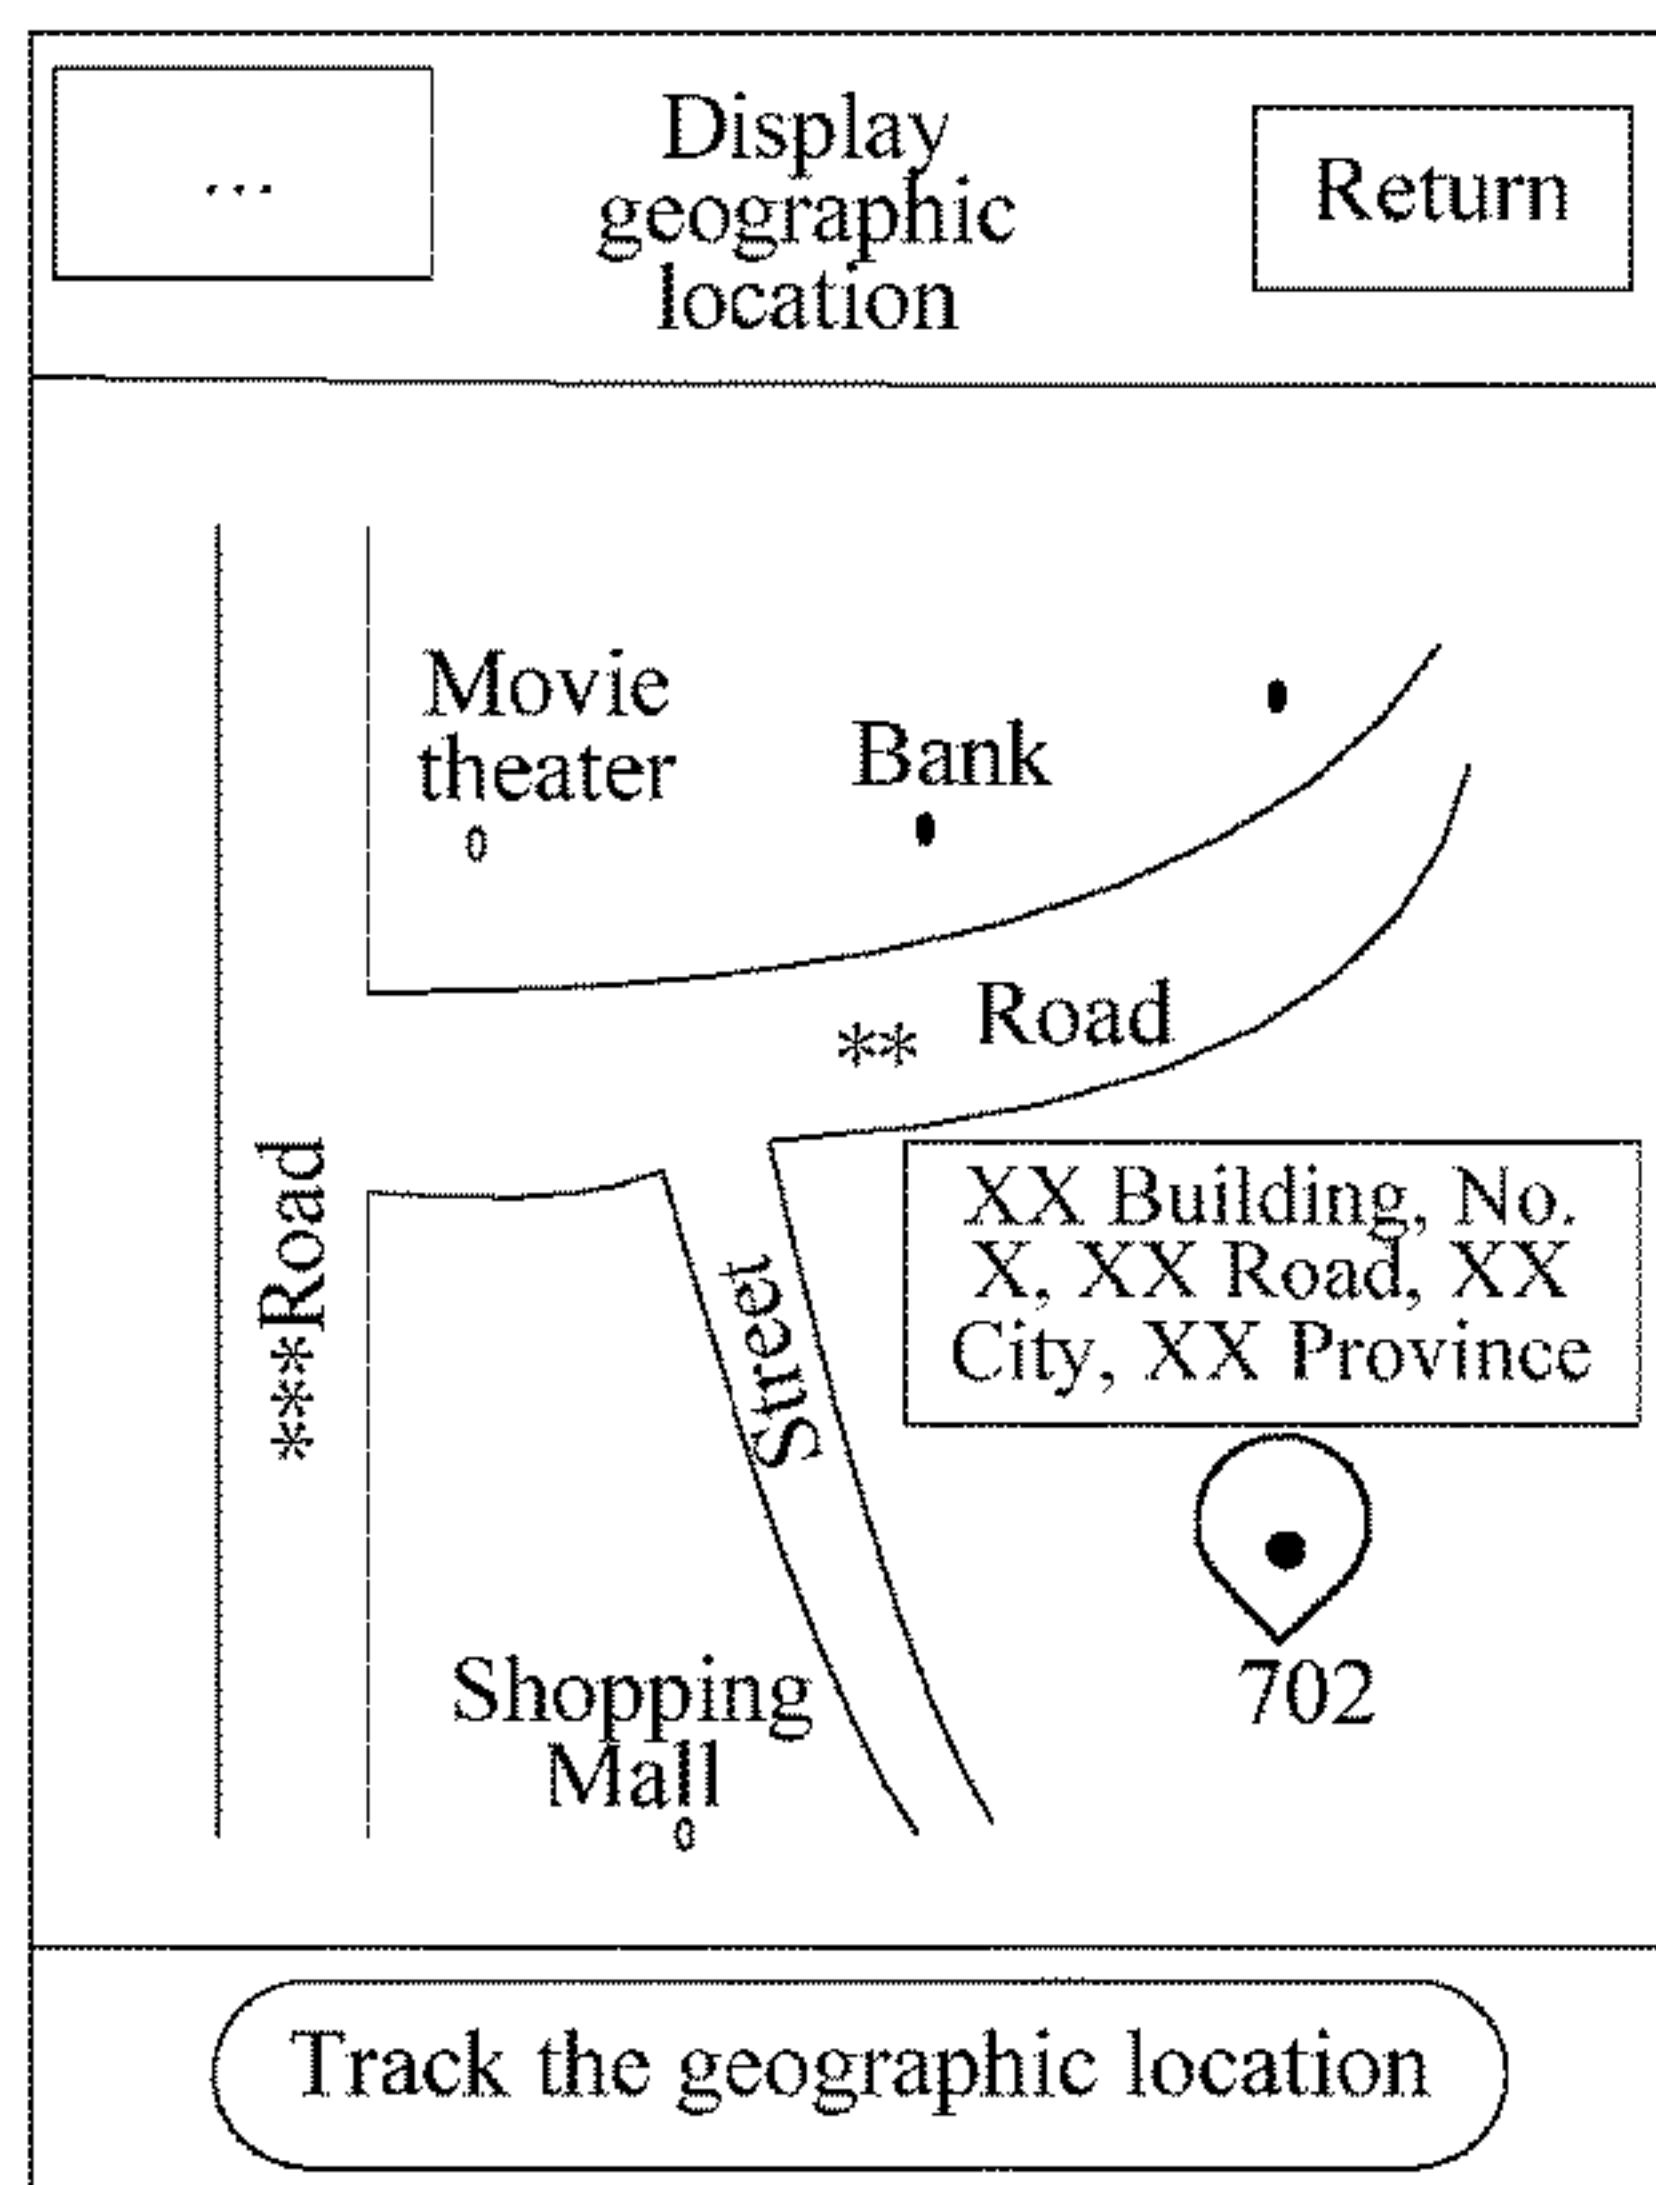 ...
Display
geographic
location
Return
Movie
theater
Bank
** Road
***Road
Street
XX Building, No.
X, XX Road, XX
City, XX Province
702
Shopping
Mall
Track the geographic location